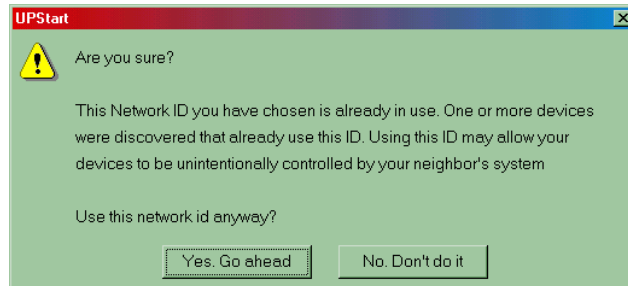 UPStart
Are you sure?
This Network ID you have chosen is already in use. One or more devices
were discovered that already use this ID. Using this ID may allow your
devices to be unintentionally controlled by your neighbor's system
Use this network id anyway?
Yes. Go ahead
No. Don't do it